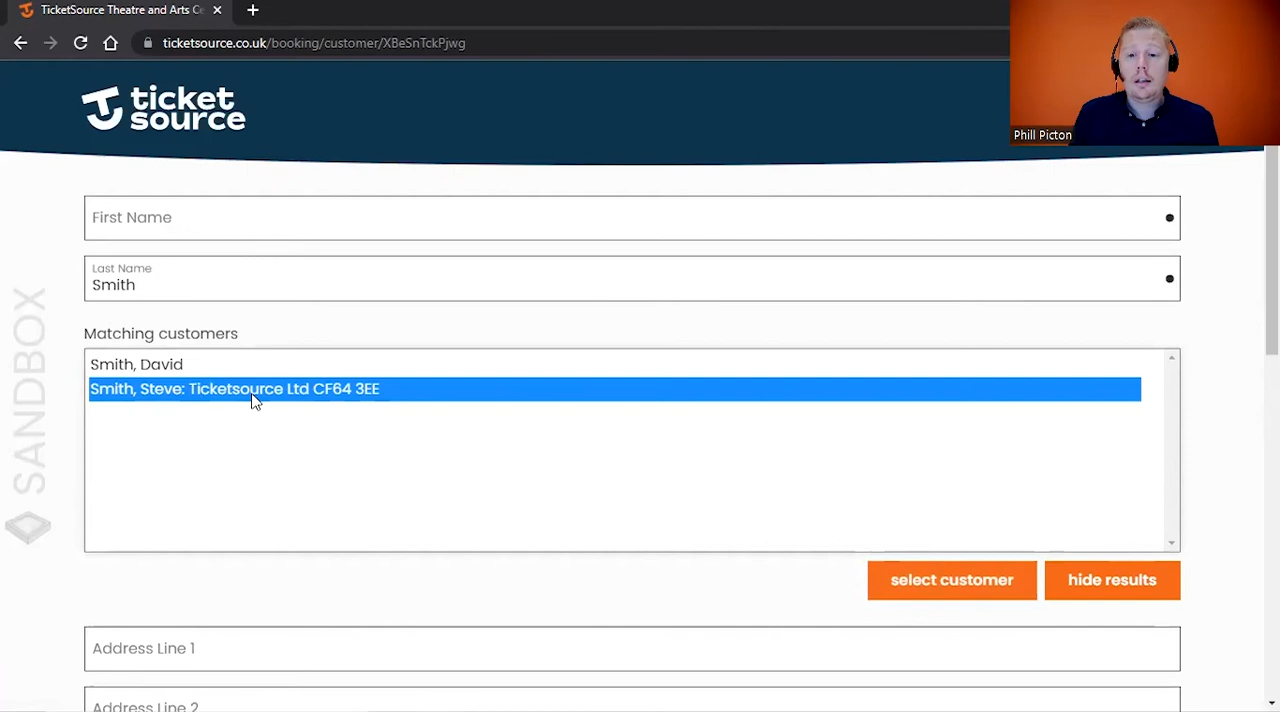 TicketSource Theatre and Arts Ce
ticketsource.co.uk/booking/customer/XBeSnTckPjwg
Phill Picton
ticket
source
First Name
Last Name
Smith
Matching customers
Smith, David
Smith, Steve: Ticketsource Ltd CF64 3EE
SANDBOX
select customer
hide results
Address Line 1
Address Line 2